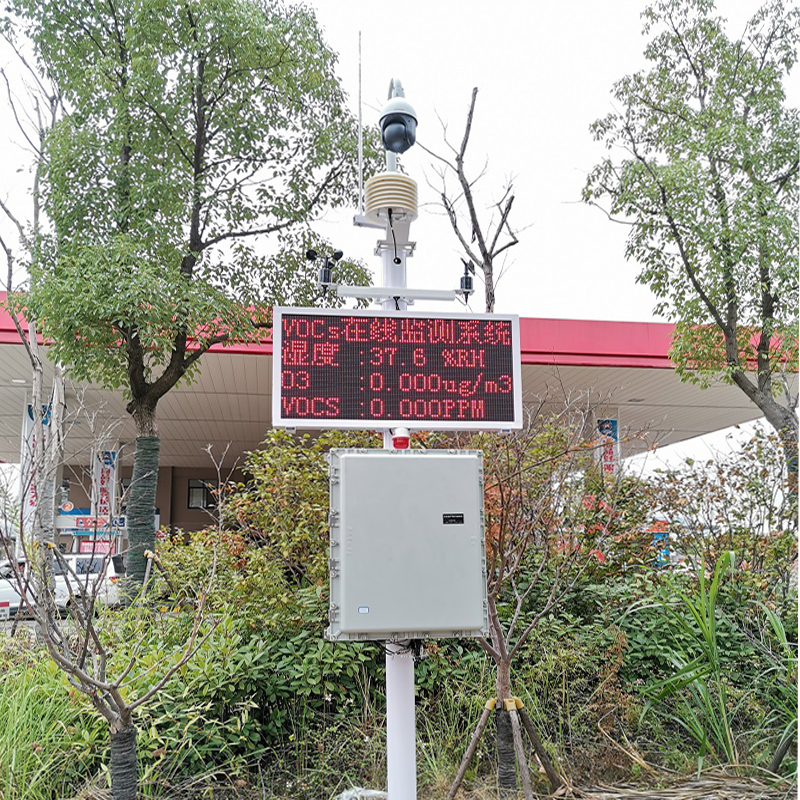 VOCs在线监测系统
湿度 :37.6 %RH
O3 :0.000ug/m3
VOCS :0.000PPM